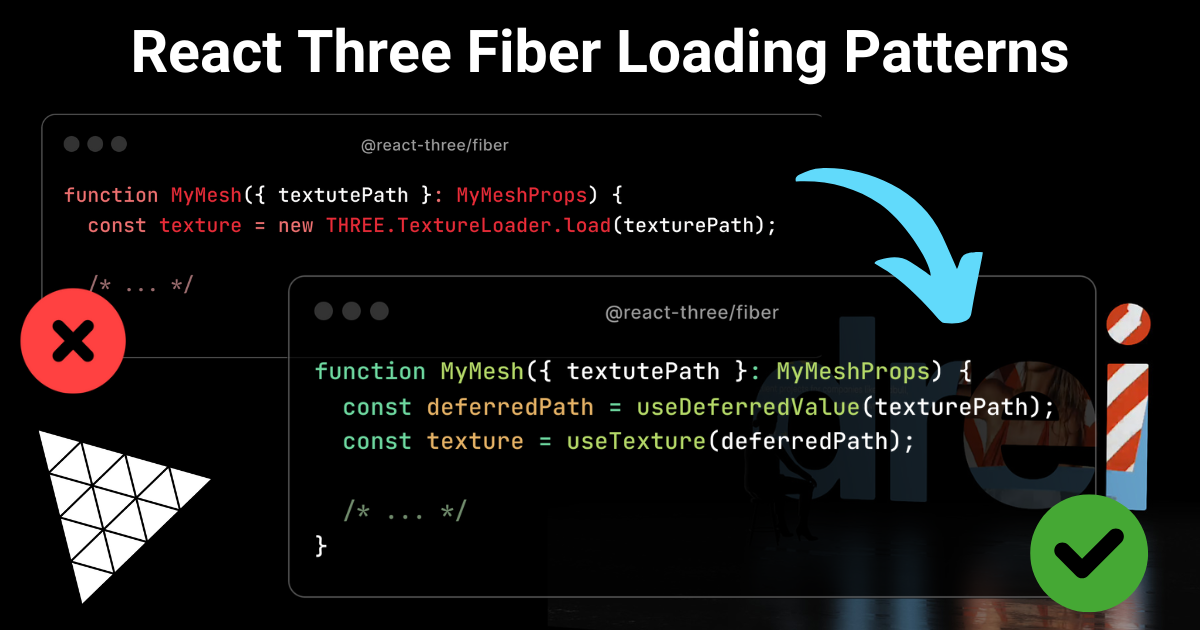 React Three Fiber Loading Patterns
@react-three/fiber
function MyMesh({ textutePath }: MyMeshProps) {
const texture = new THREE.TextureLoader.load(texturePath);
/* ... */
@react-three/fiber
function MyMesh({ textutePath }: MyMeshProps) {
const deferredPath = useDeferredValue(texturePath);
const texture = useTexture(deferredPath);
/* ... */
}
drei